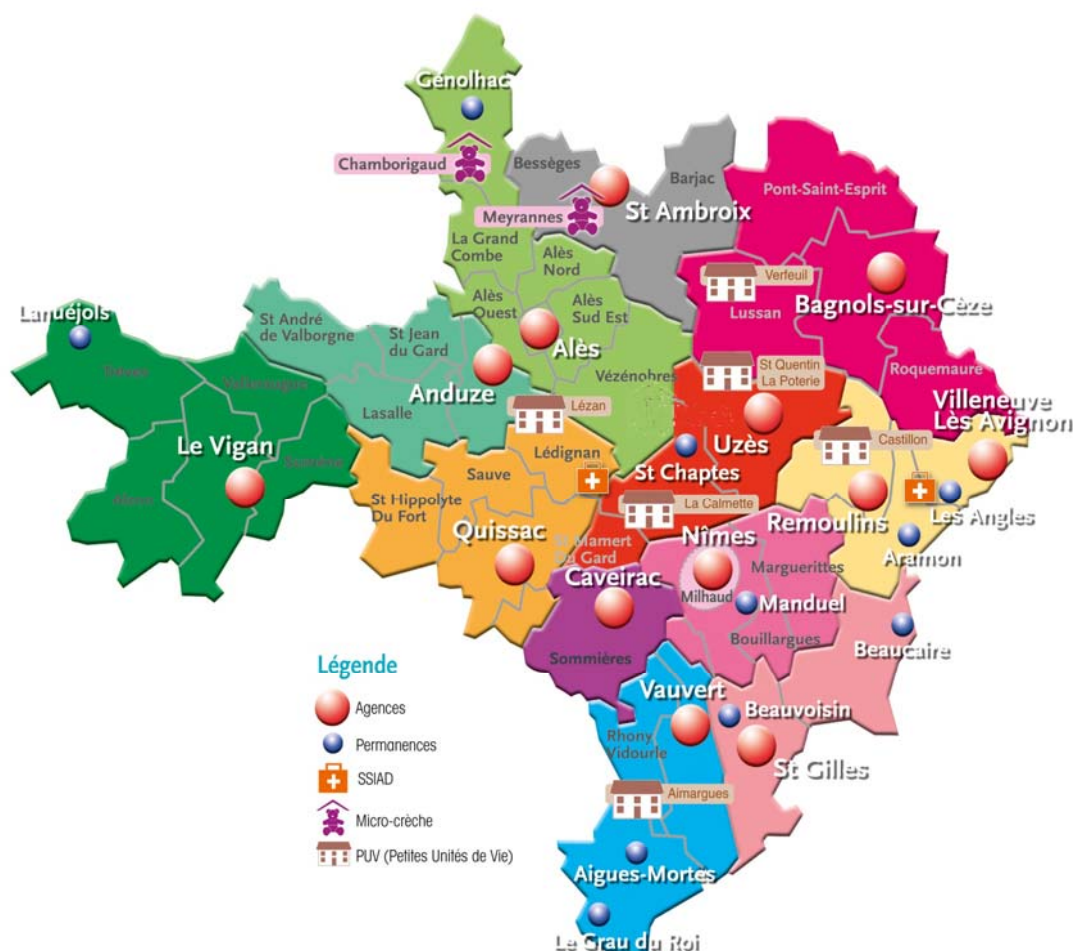 Génolhac
Chamborigaud
Bessèges
Barjac
Meyrannes
St Ambroix
Pont-Saint-Esprit
La Grand
Combe
Alès
Nord
Verfeuil
Bagnols-sur-Cèze
Lussan
Lanuéjols
St André
de Valborgne
St Jean
du Gard
Alès
Ouest
Alès
Sud Est
Alès
Anduze
Vézénobres
St Quentin
La Poterie
Roquemaure
Trèves
Valleraugue
Lasalle
Lézan
Uzès
Villeneuve
Lès Avignon
Castillon
Le Vigan
Sumène
Alzon
Lédignan
Sauve
St Hippolyte
Du Fort
St Chaptes
La Calmette
Remoulins
Les Angles
Aramon
Quissac
St Mamert
Du Gard
Nîmes
Marguerittes
Caveirac
Milhaud
Manduel
Bouillargues
Beaucaire
Sommières
Vauvert
Beauvoisin
Rhony
Vidourle
St Gilles
Aimargues
Aigues-Mortes
Le Grau du Roi
Légende
Agences
Permanences
SSIAD
Micro-crèche
PUV (Petites Unités de Vie)